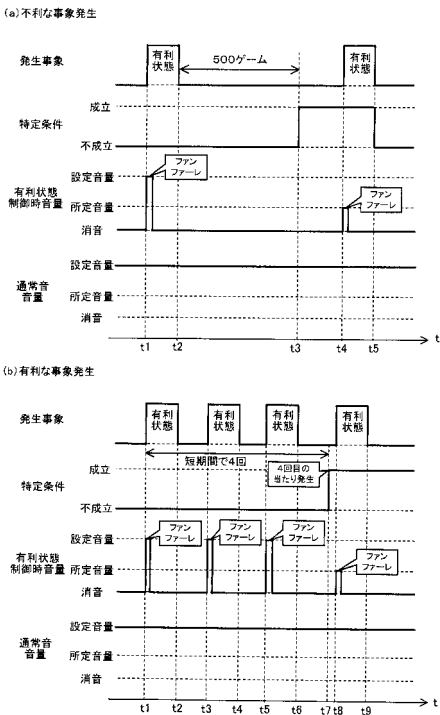 (a)不利な事象発生
発生事象
有利
状態
500ゲーム
有利
状態
特定条件
成立
不成立
有利状態
制御時音量
設定音量
所定音量
消音
ファン
ファーレ
ファン
ファーレ
通常音
音量
設定音量
所定音量
消音
t1
t2
t3
t4
t5
t
(b)有利な事象発生
発生事象
有利
状態
有利
状態
有利
状態
有利
状態
特定条件
成立
不成立
短期間で4回
4回目の
当たり発生
有利状態
制御時音量
設定音量
所定音量
消音
ファン
ファーレ
ファン
ファーレ
ファン
ファーレ
ファン
ファーレ
通常音
音量
設定音量
所定音量
消音
t1
t2
t3
t4
t5
t6
t7
t8
t9
t